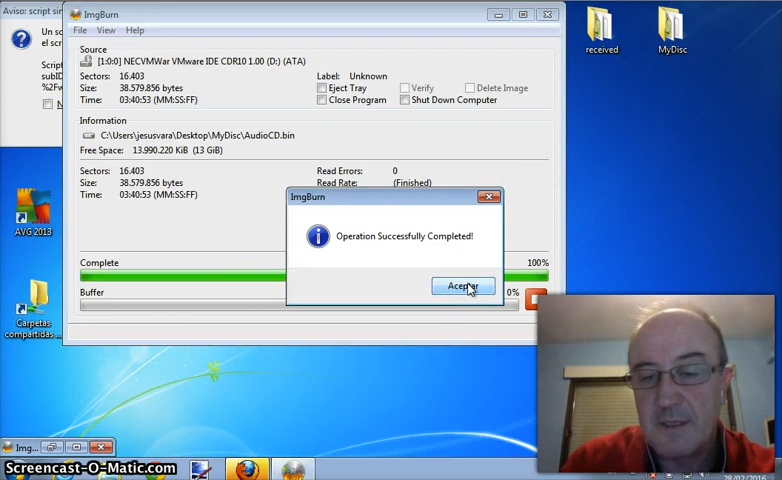 Aviso: script sin
Un sc
el scr
Script
subID
%2Fw
N
ImgBurn
File View Help
Source
[1:0:0] NECVMWar VMware IDE CDR10 1.00 (D:) (ATA)
Sectors: 16.403
Size: 38.579.856 bytes
Time: 03:40:53 (MM:SS:FF)
Label: Unknown
Eject Tray Verify Delete Image
Close Program Shut Down Computer
Information
C:\Users\jesusvara\Desktop\MyDisc\AudioCD.bin
Free Space: 13.990.220 KiB (13 GiB)
Sectors: 16.403
Size: 38.579.856 bytes
Time: 03:40:53 (MM:SS:FF)
Read Errors: 0
Read Rate: (Finished)
Complete 100%
Buffer 0%
ImgBurn
Operation Successfully Completed!
Aceptar
received
MyDisc
AVG 2013
Carpetas
compartidas ...
Img...
Screencast-O-Matic.com
28/02/2016